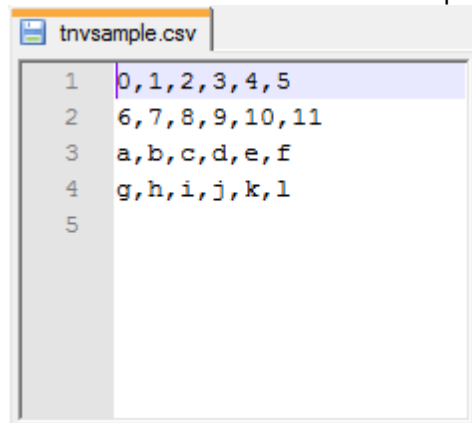 tnvsample.csv
1 0,1,2,3,4,5
2 6,7,8,9,10,11
3 a,b,c,d,e,f
4 g,h,i,j,k,l
5